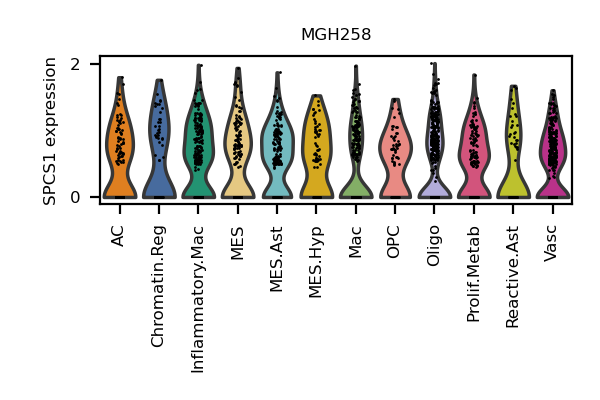 MGH258
SPCS1 expression
2
0
AC
Chromatin.Reg
Inflammatory.Mac
MES
MES.Ast
MES.Hyp
Mac
OPC
Oligo
Prolif.Metab
Reactive.Ast
Vasc